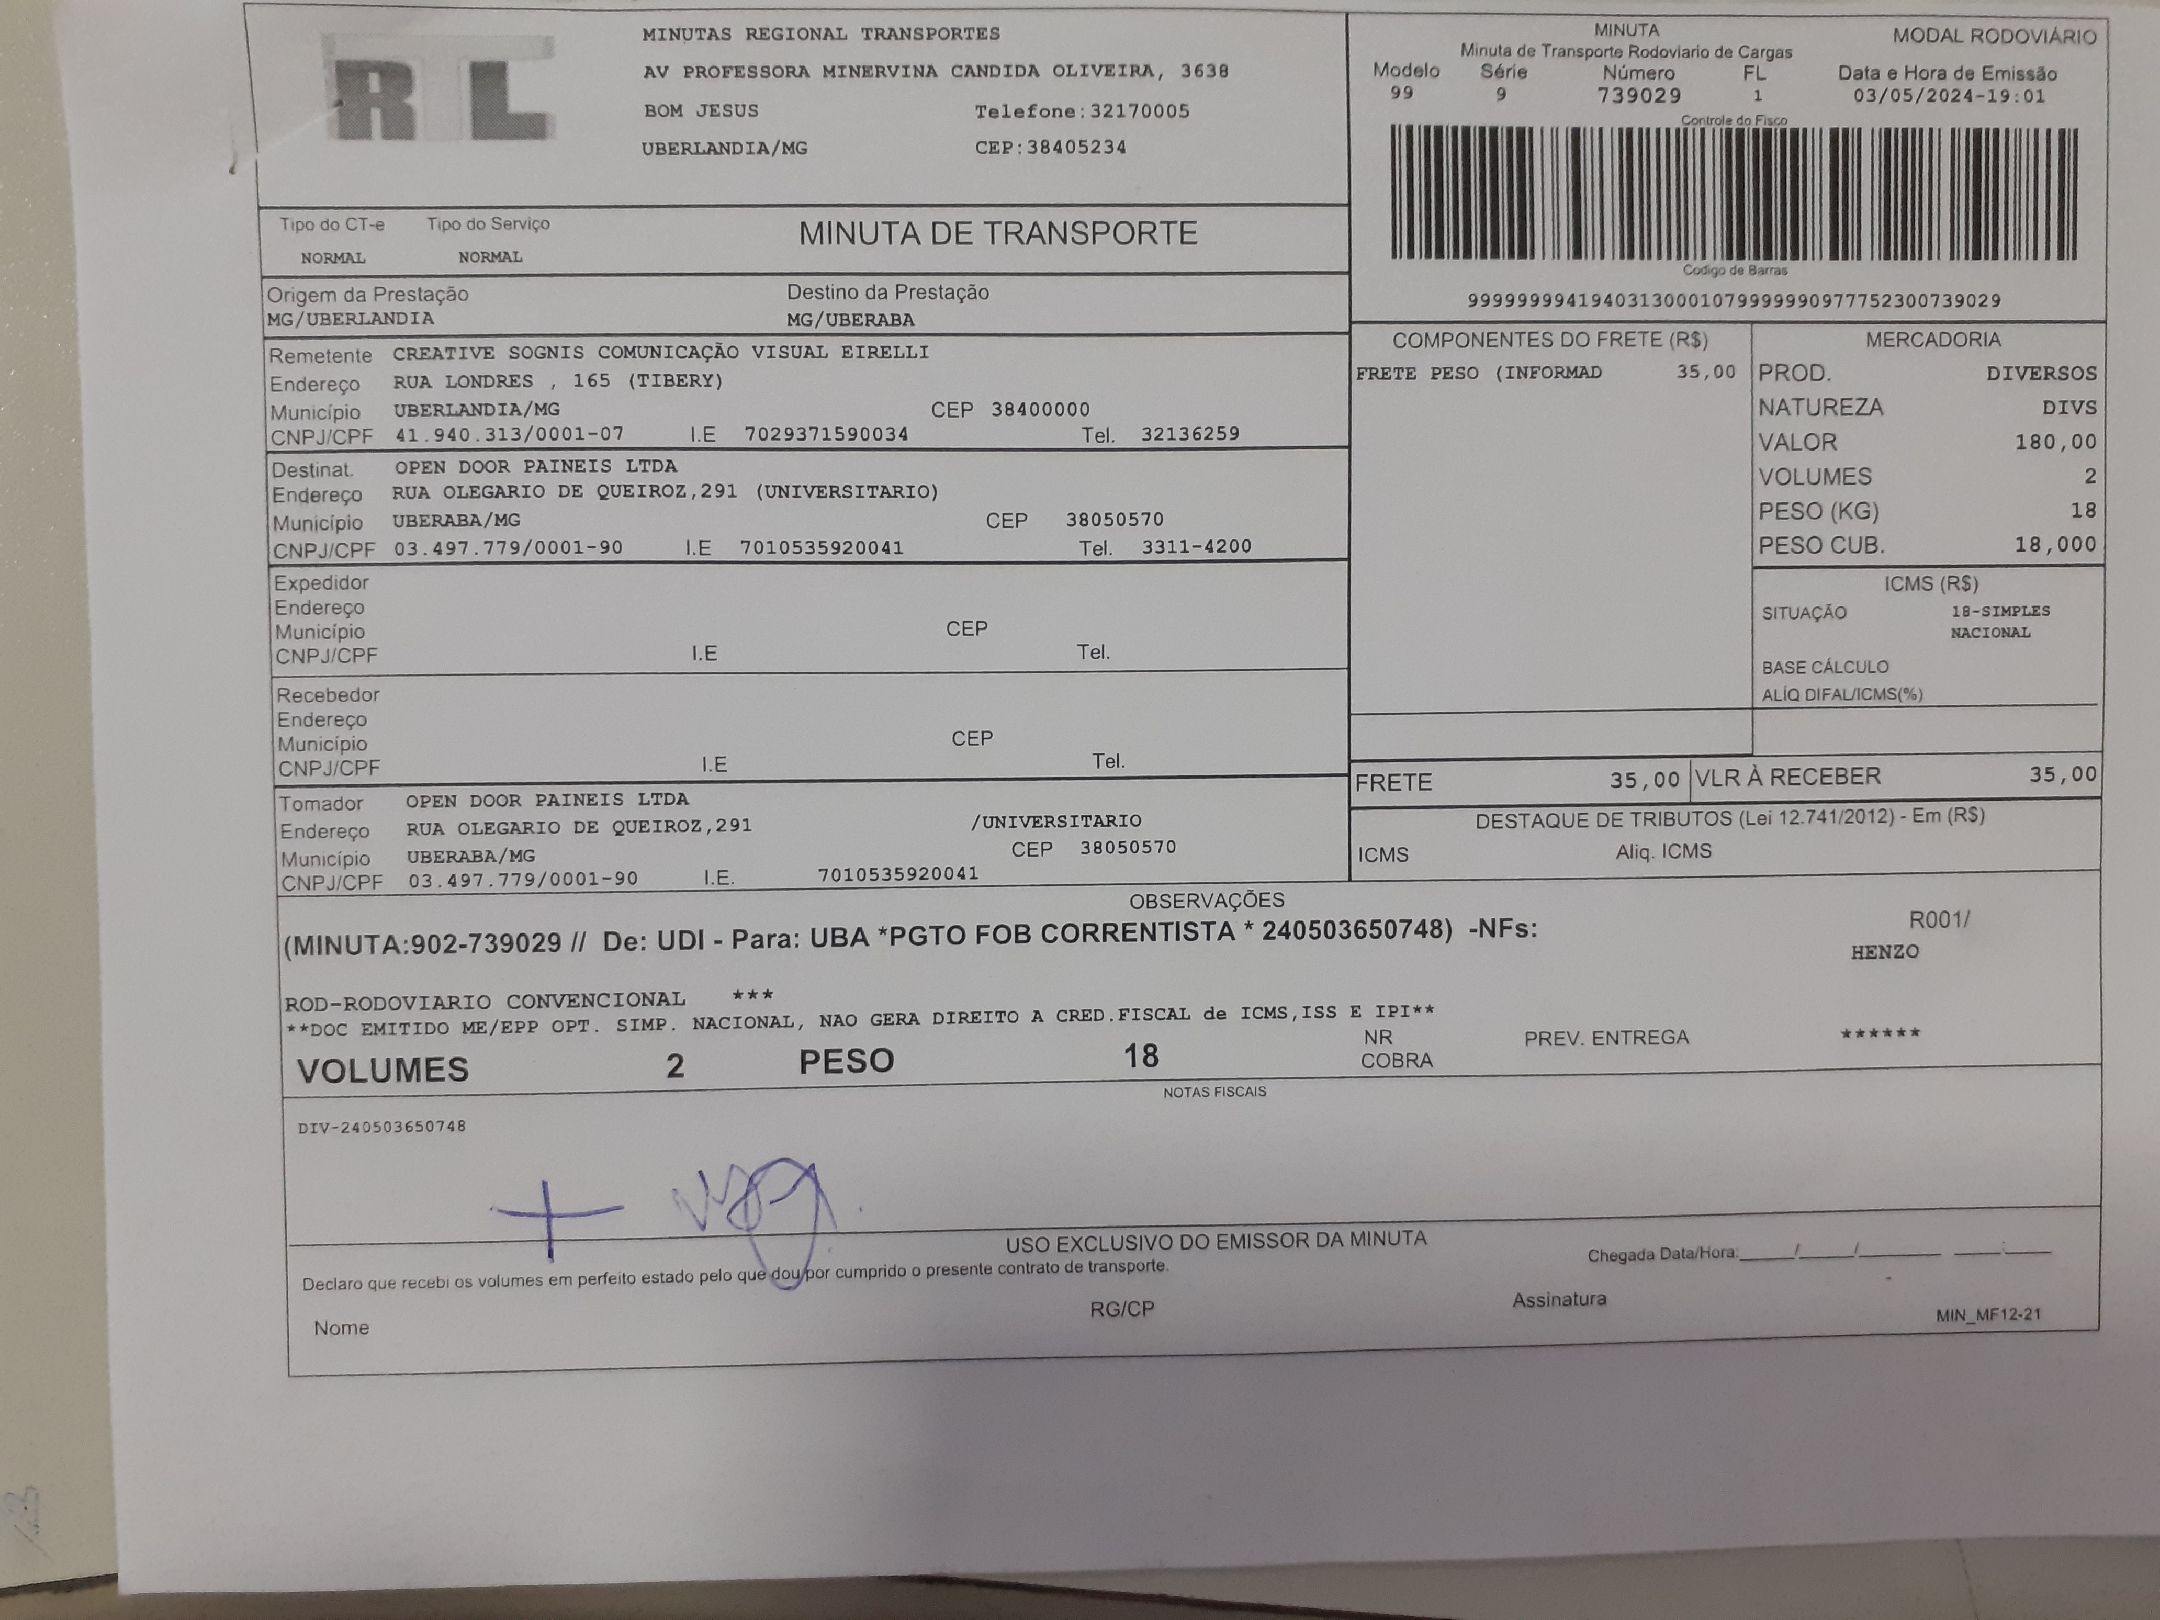 RTL
MINUTAS REGIONAL TRANSPORTES
AV PROFESSORA MINERVINA CANDIDA OLIVEIRA, 3638
BOM JESUS Telefone:32170005
UBERLANDIA/MG CEP:38405234
MINUTA MODAL RODOVIÁRIO
Minuta de Transporte Rodoviario de Cargas
Modelo Série Número FL Data e Hora de Emissão
99 9 739029 1 03/05/2024-19:01
Controle do Fisco
Codigo de Barras
99999999419403130001079999990977752300739029
Tipo do CT-e Tipo do Serviço MINUTA DE TRANSPORTE
NORMAL NORMAL
Origem da Prestação Destino da Prestação
MG/UBERLANDIA MG/UBERABA
Remetente CREATIVE SOGNIS COMUNICAÇÃO VISUAL EIRELLI
Endereço RUA LONDRES , 165 (TIBERY)
Município UBERLANDIA/MG CEP 38400000
CNPJ/CPF 41.940.313/0001-07 I.E 7029371590034 Tel. 32136259
Destinat. OPEN DOOR PAINEIS LTDA
Endereço RUA OLEGARIO DE QUEIROZ,291 (UNIVERSITARIO)
Município UBERABA/MG CEP 38050570
CNPJ/CPF 03.497.779/0001-90 I.E 7010535920041 Tel. 3311-4200
Expedidor
Endereço
Município CEP
CNPJ/CPF I.E Tel.
Recebedor
Endereço
Município CEP
CNPJ/CPF I.E Tel.
Tomador OPEN DOOR PAINEIS LTDA
Endereço RUA OLEGARIO DE QUEIROZ,291 /UNIVERSITARIO
Município UBERABA/MG CEP 38050570
CNPJ/CPF 03.497.779/0001-90 I.E. 7010535920041
COMPONENTES DO FRETE (R$)
FRETE PESO (INFORMAD 35,00
MERCADORIA
PROD. DIVERSOS
NATUREZA DIVS
VALOR 180,00
VOLUMES 2
PESO (KG) 18
PESO CUB. 18,000
ICMS (R$)
SITUAÇÃO 18-SIMPLES
NACIONAL
BASE CÁLCULO
ALÍQ DIFAL/ICMS(%)
FRETE 35,00 VLR À RECEBER 35,00
DESTAQUE DE TRIBUTOS (Lei 12.741/2012) - Em (R$)
ICMS Aliq. ICMS
OBSERVAÇÕES
(MINUTA:902-739029 // De: UDI - Para: UBA *PGTO FOB CORRENTISTA * 240503650748) -NFs: R001/
HENZO
ROD-RODOVIARIO CONVENCIONAL ***
**DOC EMITIDO ME/EPP OPT. SIMP. NACIONAL, NAO GERA DIREITO A CRED.FISCAL de ICMS,ISS E IPI**
VOLUMES 2 PESO 18 NR COBRA PREV. ENTREGA ******
NOTAS FISCAIS
DIV-240503650748
USO EXCLUSIVO DO EMISSOR DA MINUTA
Declaro que recebi os volumes em perfeito estado pelo que dou por cumprido o presente contrato de transporte. Chegada Data/Hora:____/____/______ ____:____
Nome RG/CP Assinatura MIN_MF12-21